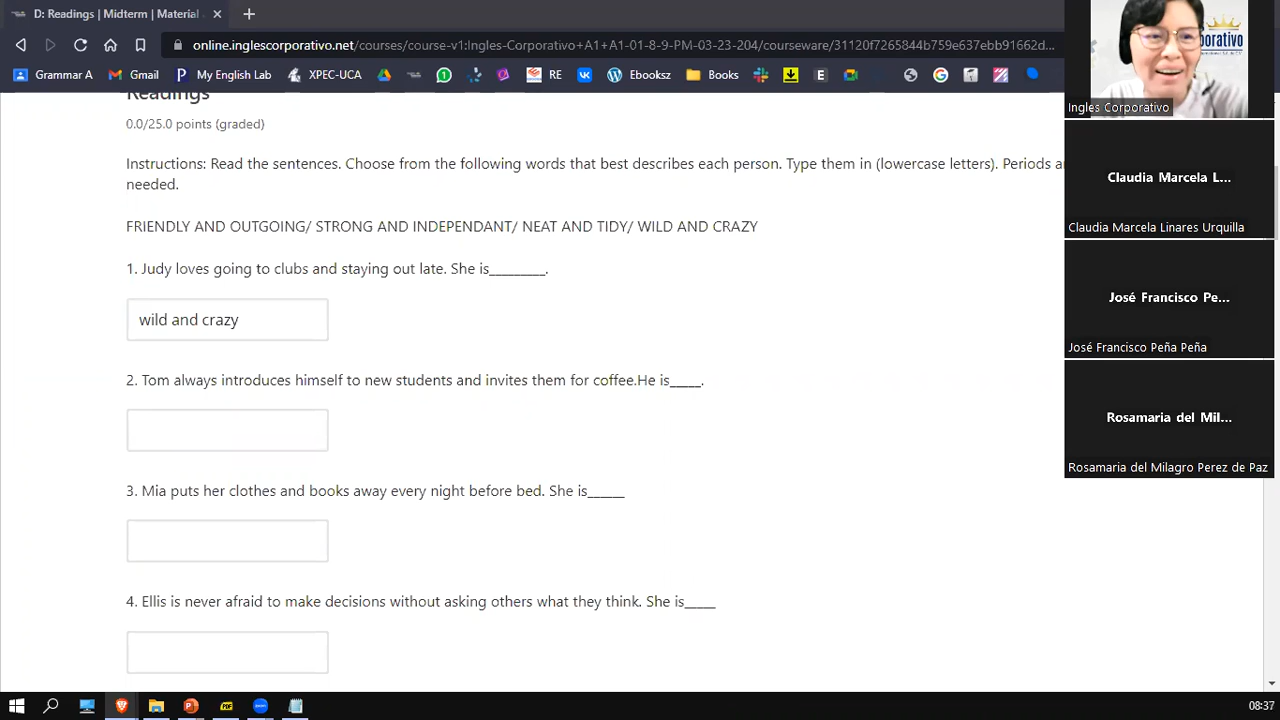 D: Readings | Midterm | Material
online.inglescorporativo.net/courses/course-v1:Ingles-Corporativo+A1+A1-01-8-9-PM-03-23-204/courseware/31120f7265844b759e637ebb91662d...
Grammar A
Gmail
My English Lab
XPEC-UCA
RE
Ebooksz
Books
Readings
0.0/25.0 points (graded)
Instructions: Read the sentences. Choose from the following words that best describes each person. Type them in (lowercase letters). Periods
needed.
FRIENDLY AND OUTGOING/ STRONG AND INDEPENDANT/ NEAT AND TIDY/ WILD AND CRAZY
1. Judy loves going to clubs and staying out late. She is_________.
wild and crazy
2. Tom always introduces himself to new students and invites them for coffee.He is_____.
3. Mia puts her clothes and books away every night before bed. She is______
4. Ellis is never afraid to make decisions without asking others what they think. She is_____
Ingles Corporativo
Claudia Marcela L...
Claudia Marcela Linares Urquilla
José Francisco Pe...
José Francisco Peña Peña
Rosamaria del Mil...
Rosamaria del Milagro Perez de Paz
08:37